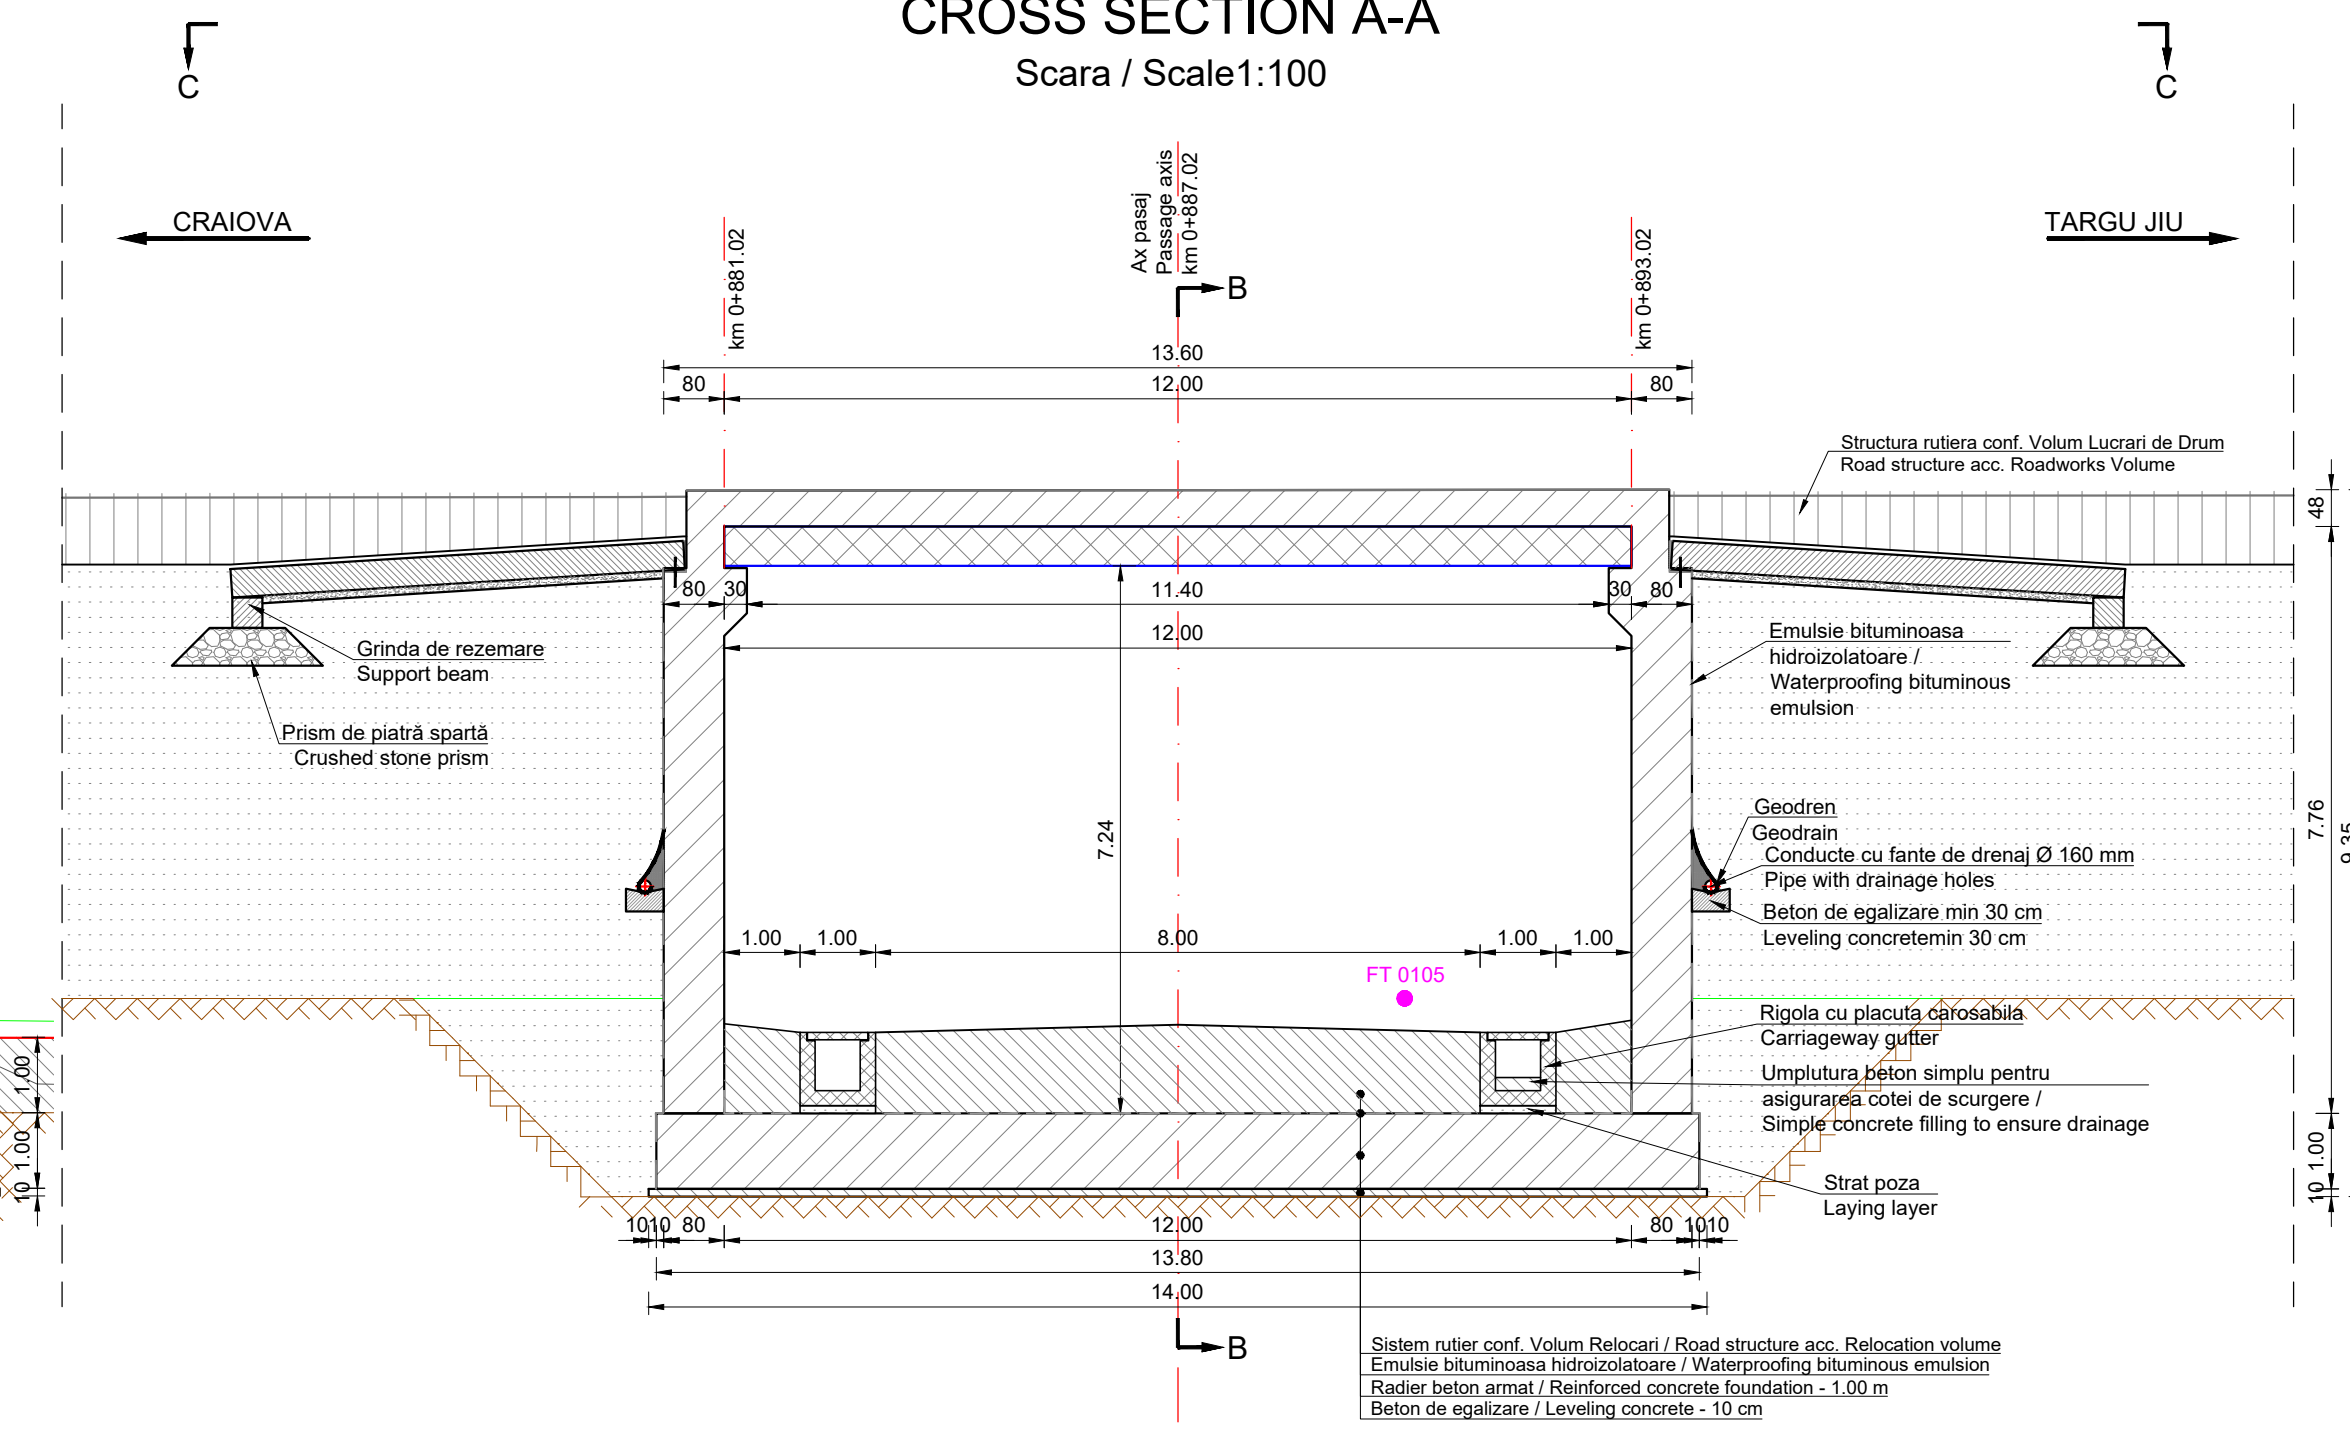 CROSS SECTION A-A
Scara / Scale1:100
C
C
CRAIOVA
TARGU JIU
Ax pasaj
Passage axis
km 0+887.02
km 0+881.02
km 0+893.02
B
13.60
80
12.00
80
Structura rutiera conf. Volum Lucrari de Drum
Road structure acc. Roadworks Volume
48
80
30
11.40
30
80
12.00
Grinda de rezemare
Support beam
Prism de piatră spartă
Crushed stone prism
Emulsie bituminoasa
hidroizolatoare /
Waterproofing bituminous
emulsion
7.24
7.76
9.35
Geodren
Geodrain
Conducte cu fante de drenaj Ø 160 mm
Pipe with drainage holes
Beton de egalizare min 30 cm
Leveling concretemin 30 cm
1.00
1.00
8.00
1.00
1.00
FT 0105
Rigola cu placuta carosabila
Carriageway gutter
Umplutura beton simplu pentru
asigurarea cotei de scurgere /
Simple concrete filling to ensure drainage
Strat poza
Laying layer
1.00
1.00
10
1.00
10
10
10
80
12.00
80
10
10
13.80
14.00
B
Sistem rutier conf. Volum Relocari / Road structure acc. Relocation volume
Emulsie bituminoasa hidroizolatoare / Waterproofing bituminous emulsion
Radier beton armat / Reinforced concrete foundation - 1.00 m
Beton de egalizare / Leveling concrete - 10 cm